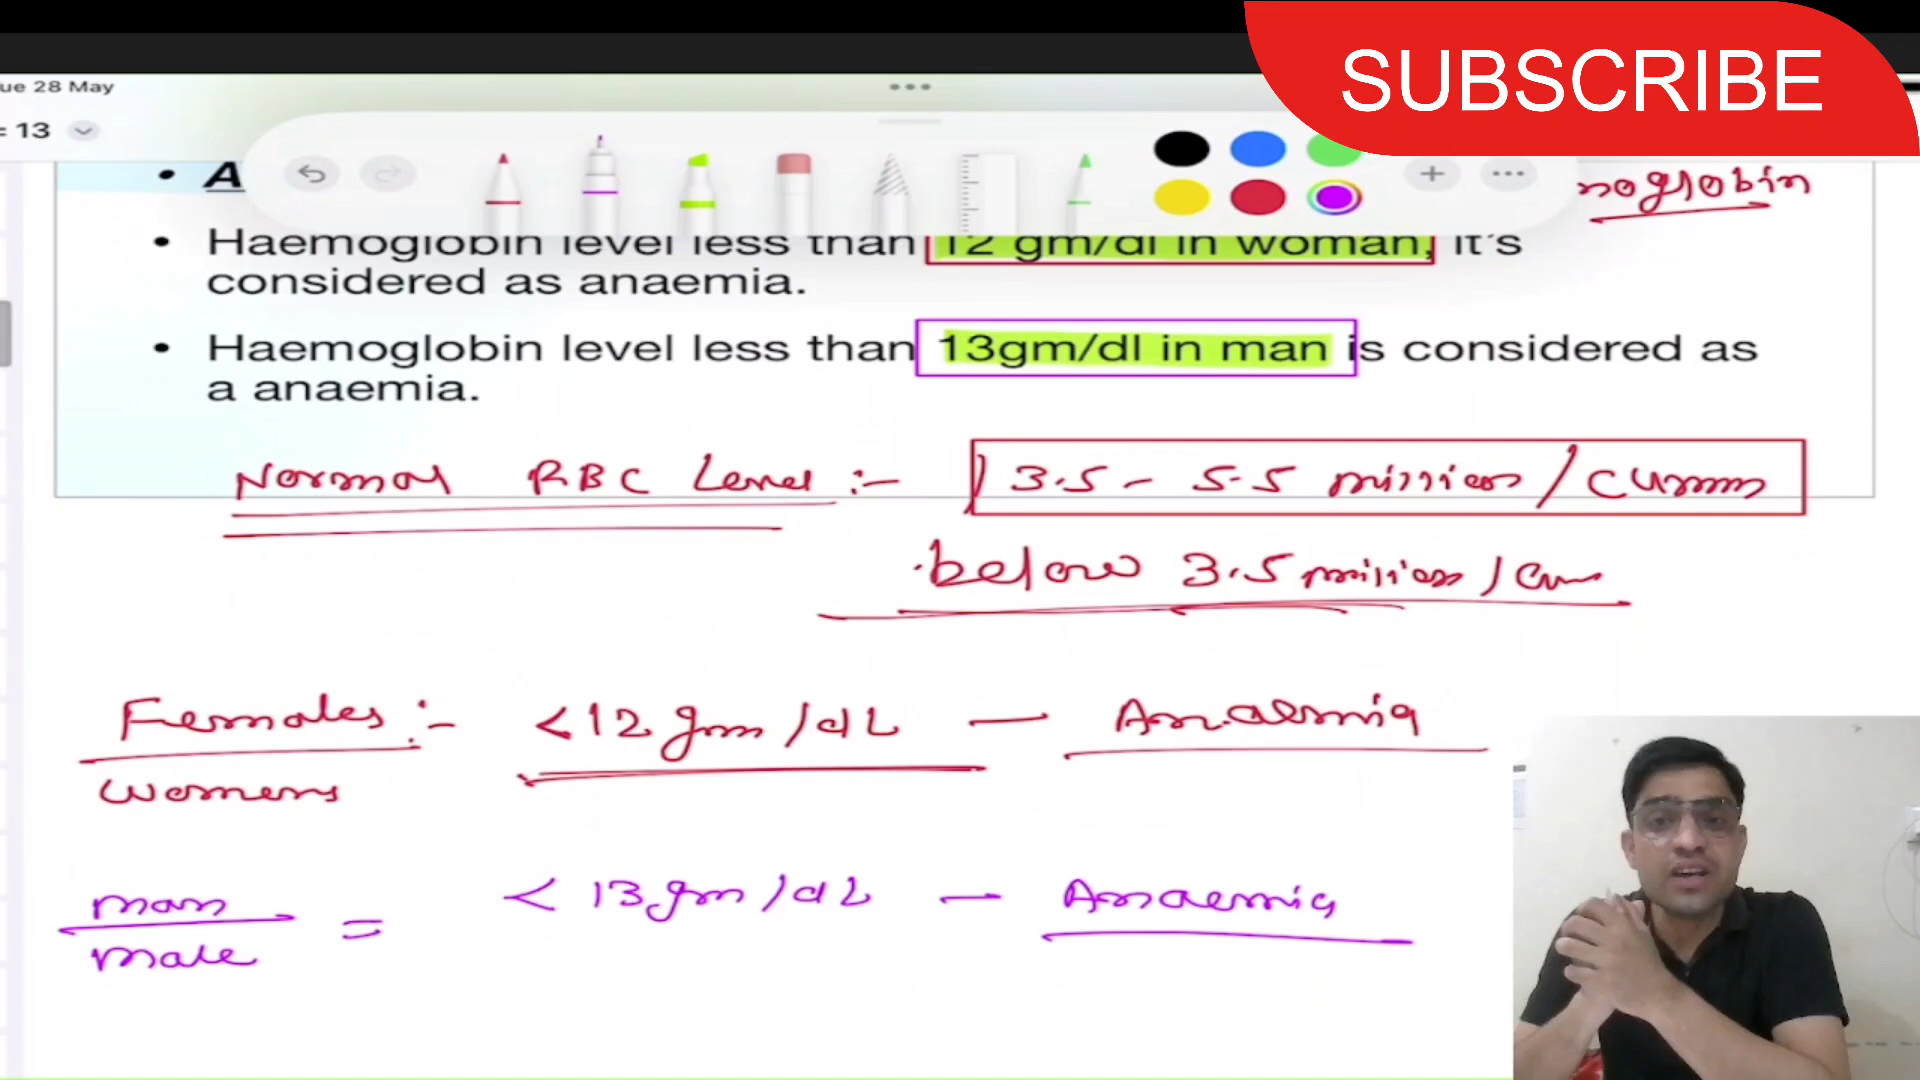 SUBSCRIBE
ue 28 May
= 13
• A
noglobin
• Haemoglobin level less than 12 gm/dl in woman, it's
considered as anaemia.
• Haemoglobin level less than 13gm/dl in man is considered as
a anaemia.
Normal RBC Level :- 3.5 - 5.5 million / cumm
below 3.5 million / cum
Females :- <12 gm/dL — Anaemia
womens
man = < 13 gm/dL — Anaemia
male